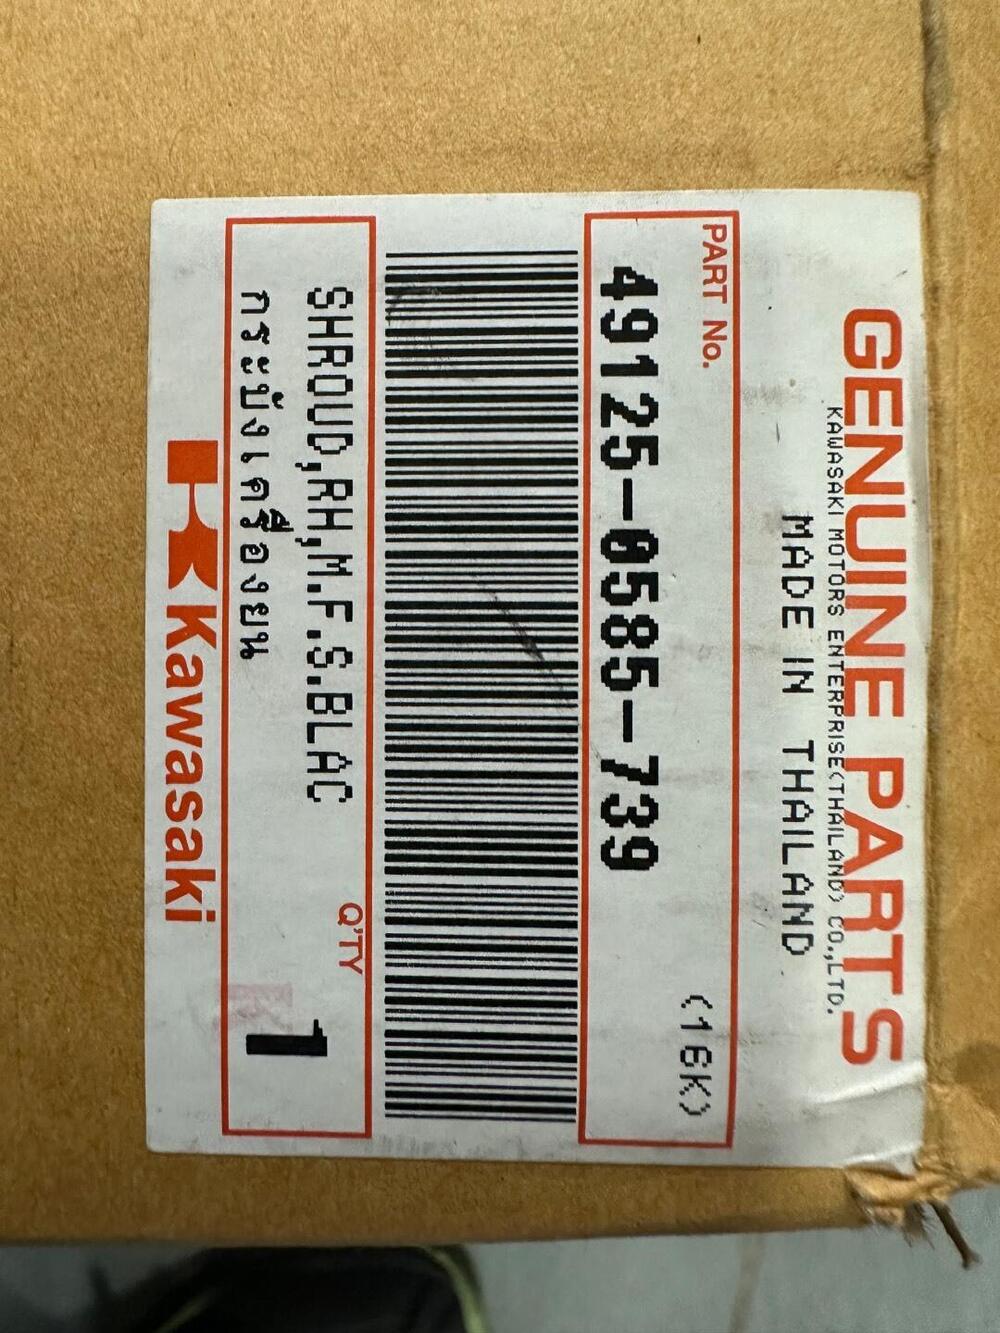 GENUINE PARTS
KAWASAKI MOTORS ENTERPRISE(THAILAND) CO.,LTD.
MADE IN THAILAND
PART No.
(16K)
49125-0585-739
SHROUD,RH,M.F.S.BLAC
Q'TY
กระบังเครื่องยน
1
Kawasaki